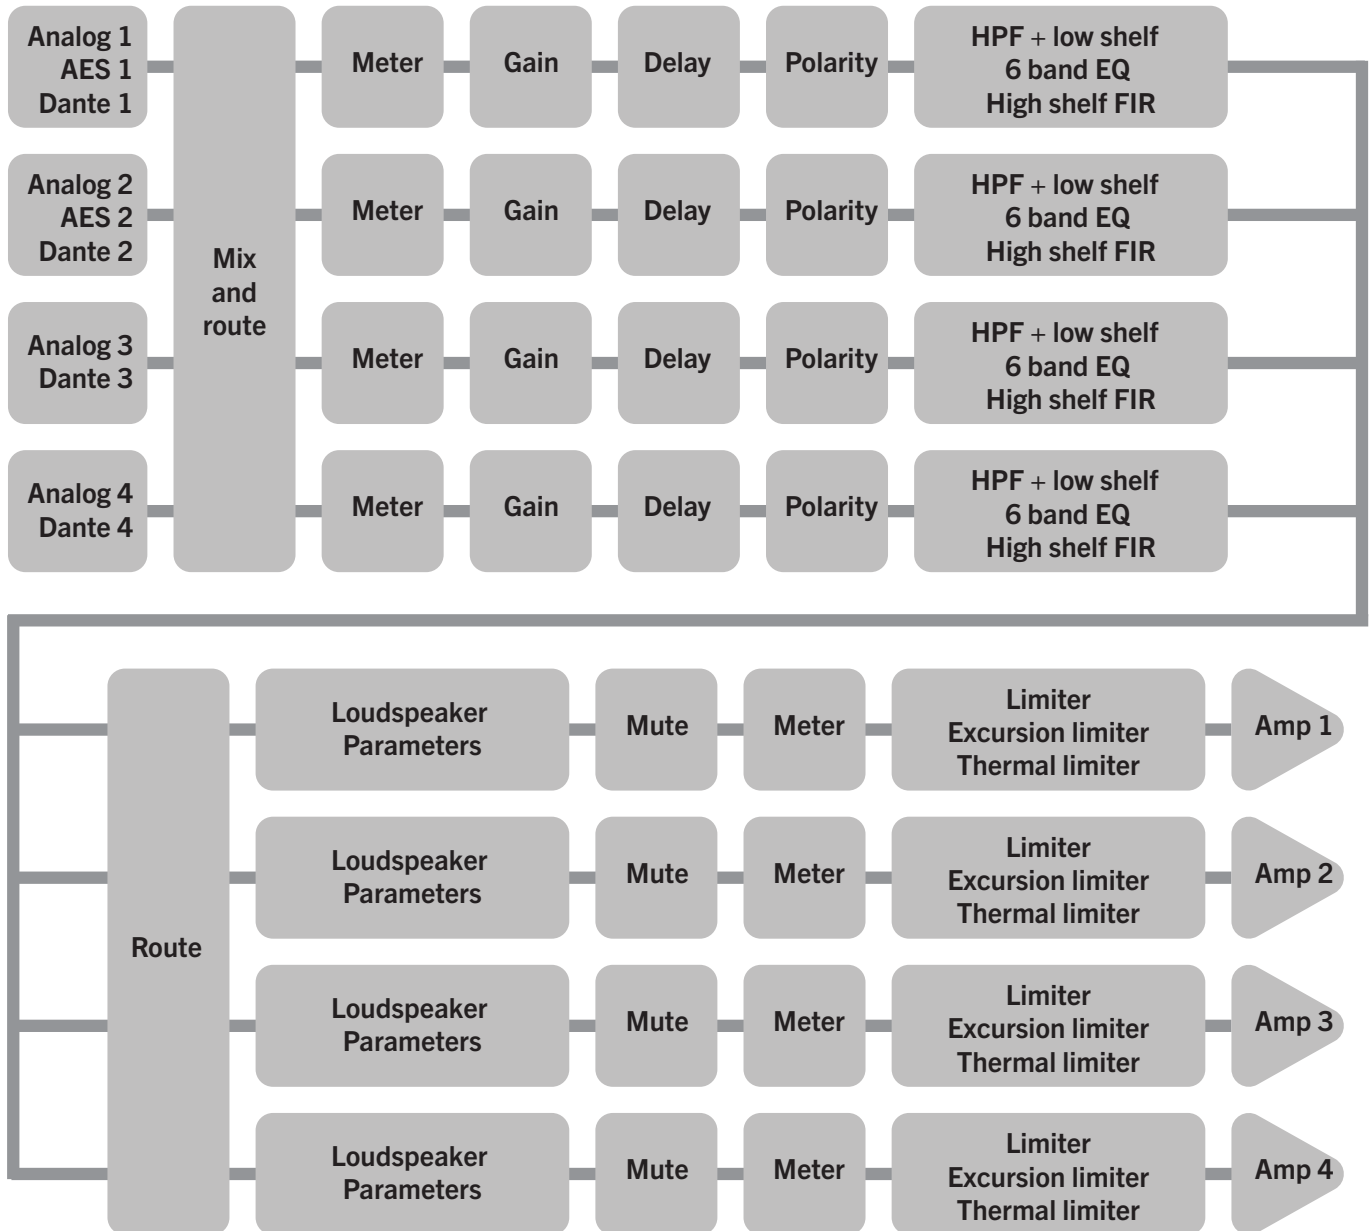 Analog 1
AES 1
Dante 1
Meter
Gain
Delay
Polarity
HPF + low shelf
6 band EQ
High shelf FIR
Analog 2
AES 2
Dante 2
Mix
and
route
Meter
Gain
Delay
Polarity
HPF + low shelf
6 band EQ
High shelf FIR
Analog 3
Dante 3
Meter
Gain
Delay
Polarity
HPF + low shelf
6 band EQ
High shelf FIR
Analog 4
Dante 4
Meter
Gain
Delay
Polarity
HPF + low shelf
6 band EQ
High shelf FIR
Route
Loudspeaker
Parameters
Mute
Meter
Limiter
Excursion limiter
Thermal limiter
Amp 1
Loudspeaker
Parameters
Mute
Meter
Limiter
Excursion limiter
Thermal limiter
Amp 2
Loudspeaker
Parameters
Mute
Meter
Limiter
Excursion limiter
Thermal limiter
Amp 3
Loudspeaker
Parameters
Mute
Meter
Limiter
Excursion limiter
Thermal limiter
Amp 4